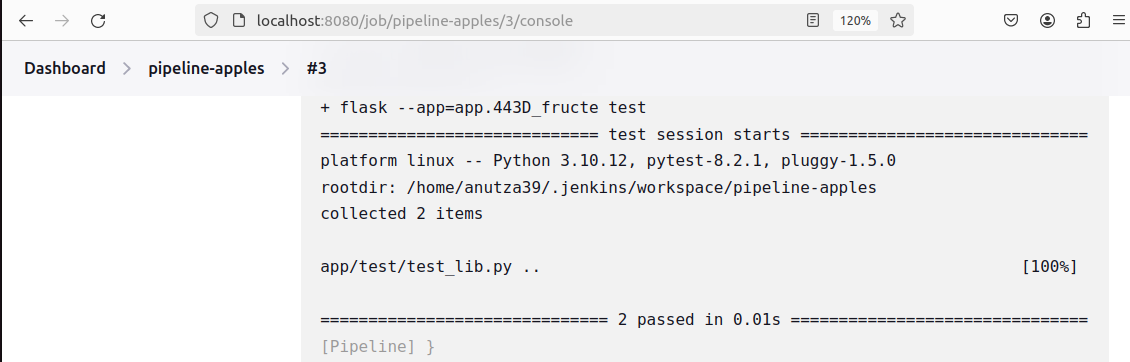 localhost:8080/job/pipeline-apples/3/console 120%
Dashboard pipeline-apples #3
+ flask --app=app.443D_fructe test
============================= test session starts ==============================
platform linux -- Python 3.10.12, pytest-8.2.1, pluggy-1.5.0
rootdir: /home/anutza39/.jenkins/workspace/pipeline-apples
collected 2 items
app/test/test_lib.py .. [100%]
============================== 2 passed in 0.01s ===============================
[Pipeline] }